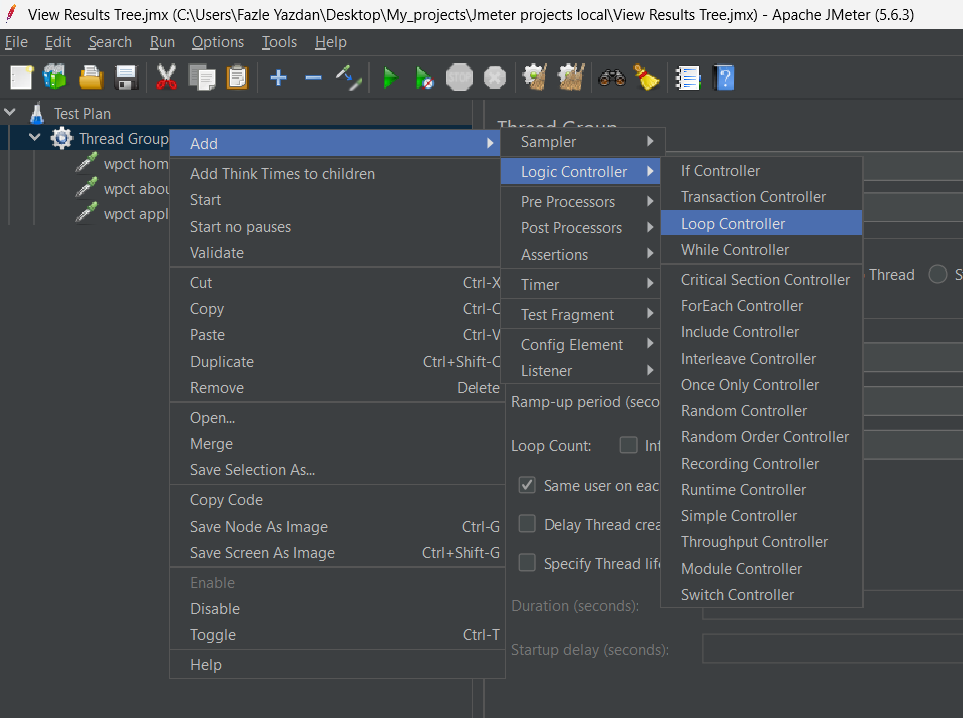 View Results Tree.jmx (C:\Users\Fazle Yazdan\Desktop\My_projects\Jmeter projects local\View Results Tree.jmx) - Apache JMeter (5.6.3)
File Edit Search Run Options Tools Help
STOP
Test Plan
Thread Group
wpct hom
wpct abou
wpct appl
Add
Add Think Times to children
Start
Start no pauses
Validate
Cut Ctrl-X
Copy Ctrl-C
Paste Ctrl-V
Duplicate Ctrl+Shift-C
Remove Delete
Open...
Merge
Save Selection As...
Copy Code
Save Node As Image Ctrl-G
Save Screen As Image Ctrl+Shift-G
Enable
Disable
Toggle Ctrl-T
Help
Thread Group
Sampler
Logic Controller
Pre Processors
Post Processors
Assertions
Timer
Test Fragment
Config Element
Listener
If Controller
Transaction Controller
Loop Controller
While Controller
Critical Section Controller
ForEach Controller
Include Controller
Interleave Controller
Once Only Controller
Random Controller
Random Order Controller
Recording Controller
Runtime Controller
Simple Controller
Throughput Controller
Module Controller
Switch Controller
Thread S
Ramp-up period (seco
Loop Count: Inf
Same user on eac
Delay Thread crea
Specify Thread life
Duration (seconds):
Startup delay (seconds):